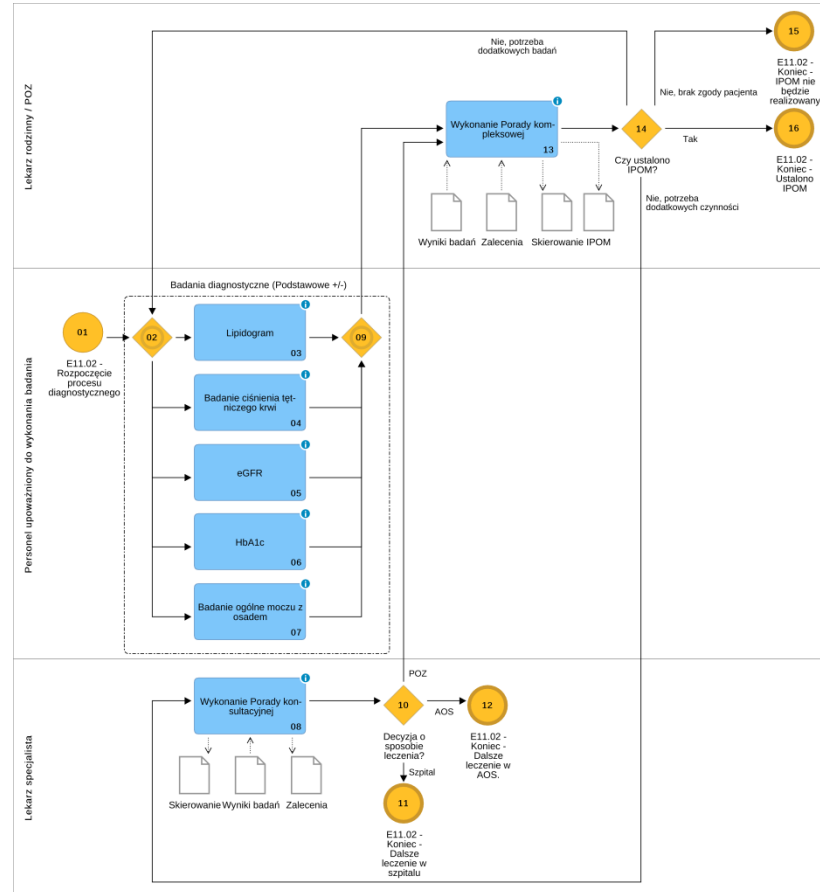 Lekarz rodzinny / POZ
Nie, potrzeba
dodatkowych badań
15
E11.02 -
Koniec -
IPOM nie
będzie
realizowany
Nie, brak zgody pacjenta
i
Wykonanie Porady kom-
pleksowej
13
14
Czy ustalono
IPOM?
Tak
16
E11.02 -
Koniec -
Ustalono
IPOM
Nie, potrzeba
dodatkowych czynności
Wyniki badań
Zalecenia
Skierowanie
IPOM
Personel upoważniony do wykonania badania
Badania diagnostyczne (Podstawowe +/-)
01
E11.02 -
Rozpoczęcie
procesu
diagnostycznego
02
i
Lipidogram
03
09
i
Badanie ciśnienia tęt-
niczego krwi
04
i
eGFR
05
i
HbA1c
06
i
Badanie ogólne moczu z
osadem
07
Lekarz specjalista
i
Wykonanie Porady kon-
sultacyjnej
08
Skierowanie
Wyniki badań
Zalecenia
POZ
10
Decyzja o
sposobie
leczenia?
AOS
12
E11.02 -
Koniec -
Dalsze
leczenie w
AOS.
Szpital
11
E11.02 -
Koniec -
Dalsze
leczenie w
szpitalu